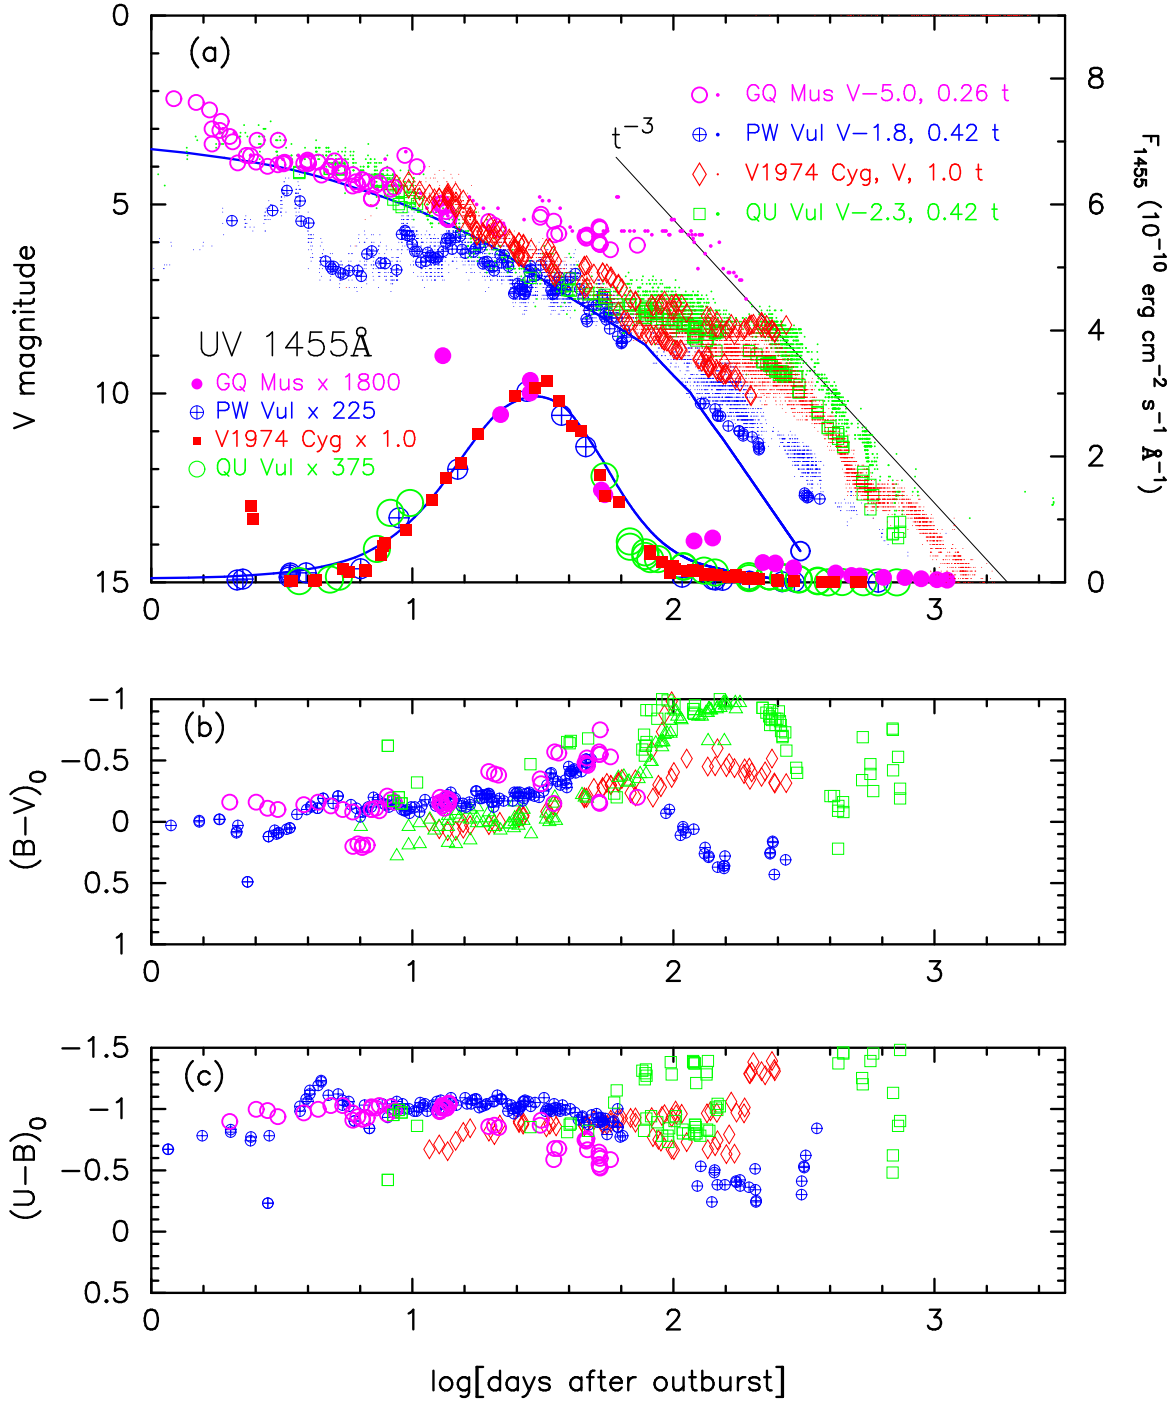 (a)
GQ Mus V−5.0, 0.26 t
PW Vul V−1.8, 0.42 t
V1974 Cyg, V, 1.0 t
QU Vul V−2.3, 0.42 t
t⁻³
UV 1455Å
GQ Mus x 1800
PW Vul x 225
V1974 Cyg x 1.0
QU Vul x 375
V magnitude
0
5
10
15
F₁₄₅₅ (10⁻¹⁰ erg cm⁻² s⁻¹ Å⁻¹)
8
6
4
2
0
0 1 2 3
(b)
(B−V)₀
−1
−0.5
0
0.5
1
0 1 2 3
(c)
(U−B)₀
−1.5
−1
−0.5
0
0.5
0 1 2 3
log[days after outburst]